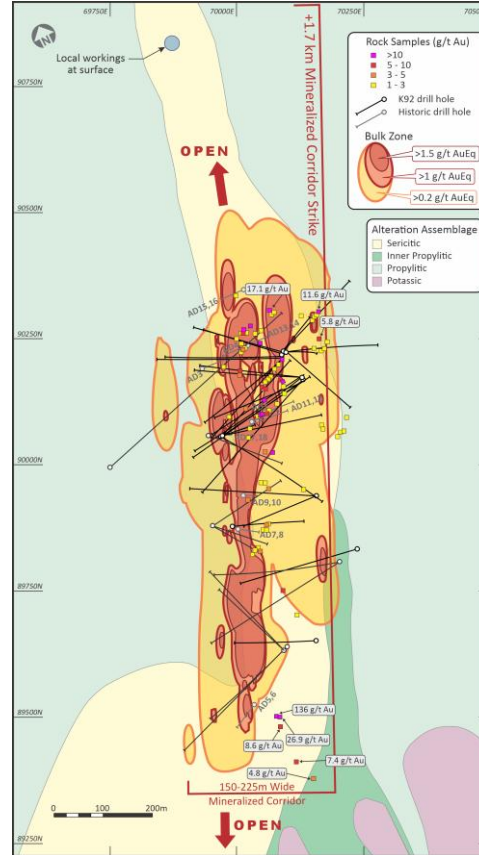 69750E
70000E
70250E
7050
N
Local workings
at surface
90750N
90500N
90250N
90000N
89750N
89500N
89250N
OPEN
+1.7 km Mineralized Corridor Strike
Rock Samples (g/t Au)
>10
5 - 10
3 - 5
1 - 3
K92 drill hole
Historic drill hole
Bulk Zone
>1.5 g/t AuEq
>1 g/t AuEq
>0.2 g/t AuEq
Alteration Assemblage
Sericitic
Inner Propylitic
Propylitic
Potassic
AD15,16
17.1 g/t Au
11.6 g/t Au
5.8 g/t Au
AD9,10
AD7,8
AD5,6
136 g/t Au
26.9 g/t Au
8.6 g/t Au
7.4 g/t Au
4.8 g/t Au
150-225m Wide
Mineralized Corridor
0
100
200m
OPEN